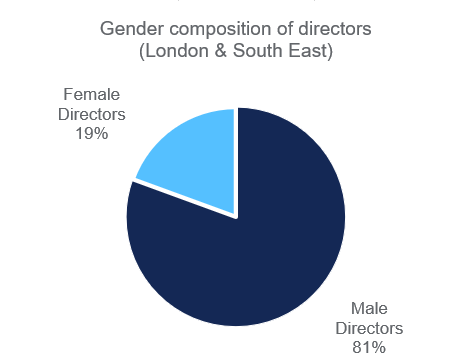 Gender composition of directors
(London & South East)
Female
Directors
19%
Male
Directors
81%